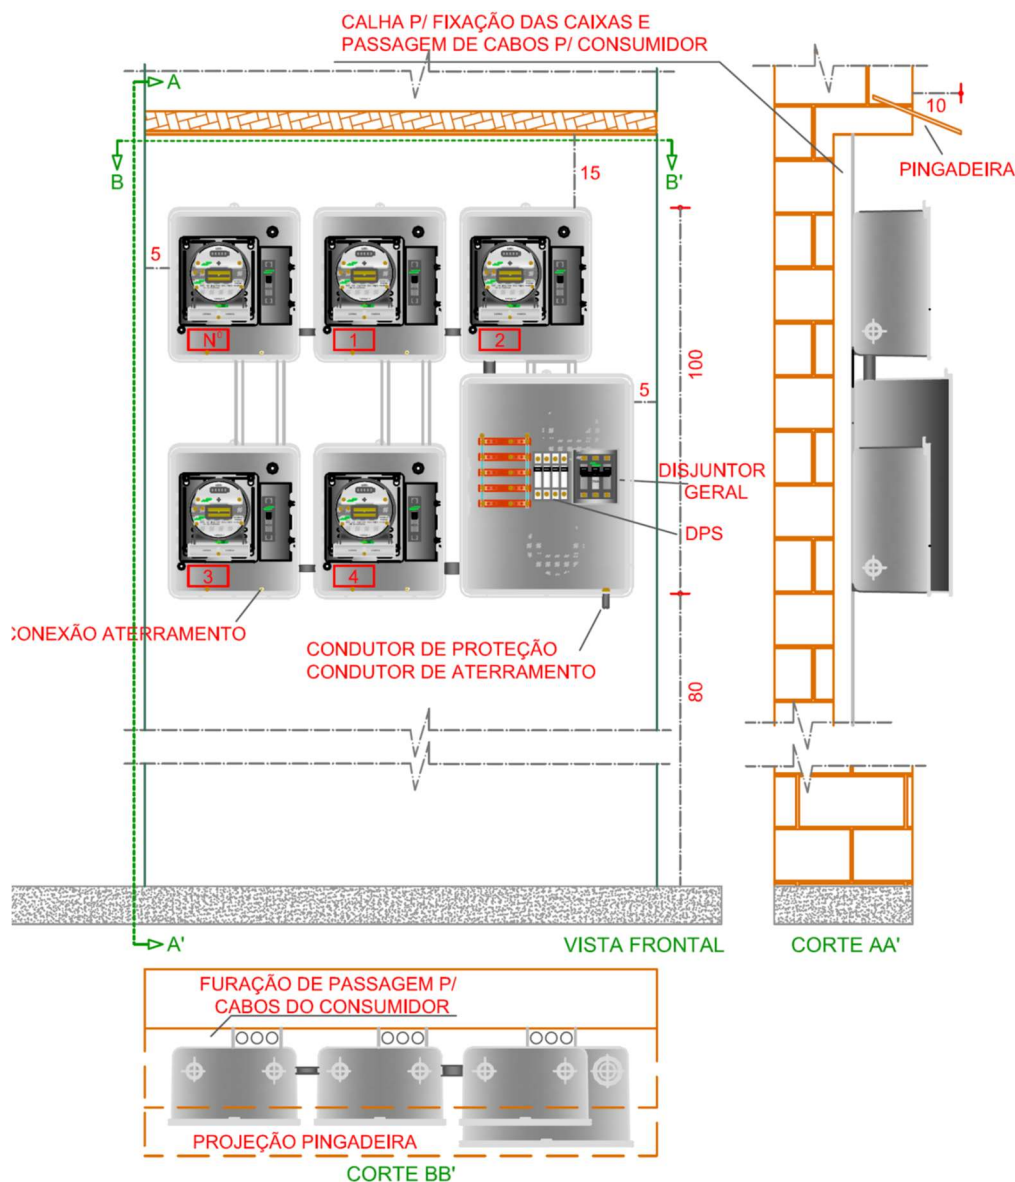 CALHA P/ FIXAÇÃO DAS CAIXAS E
PASSAGEM DE CABOS P/ CONSUMIDOR
A
10
PINGADEIRA
B
B'
15
5
Nº
1
2
100
5
DISJUNTOR
GERAL
DPS
3
4
CONEXÃO ATERRAMENTO
CONDUTOR DE PROTEÇÃO
CONDUTOR DE ATERRAMENTO
80
A'
VISTA FRONTAL
CORTE AA'
FURAÇÃO DE PASSAGEM P/
CABOS DO CONSUMIDOR
PROJEÇÃO PINGADEIRA
CORTE BB'